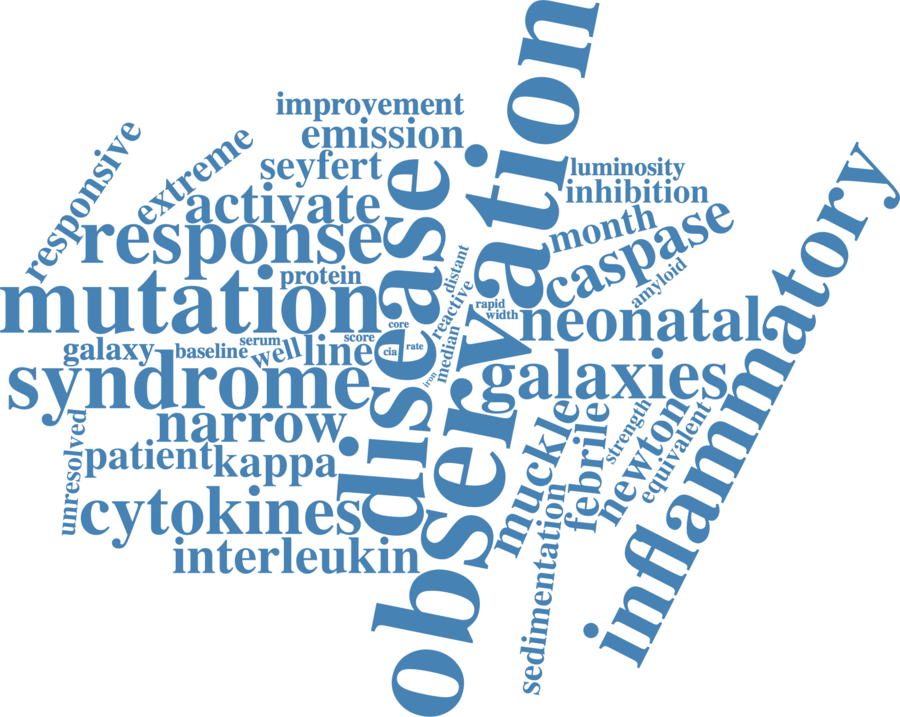 observation
improvement
emission
responsive
extreme
seyfert
disease
luminosity
inhibition
inflammatory
activate
response
month
caspase
protein
distant
amyloid
mutation
reactive
rapid
width
neonatal
core
score
serum
galaxy
baseline
well
line
cia
rate
median
iron
syndrome
galaxies
narrow
muckle
febrile
strength
newton
equivalent
unresolved
patient
kappa
cytokines
sedimentation
interleukin